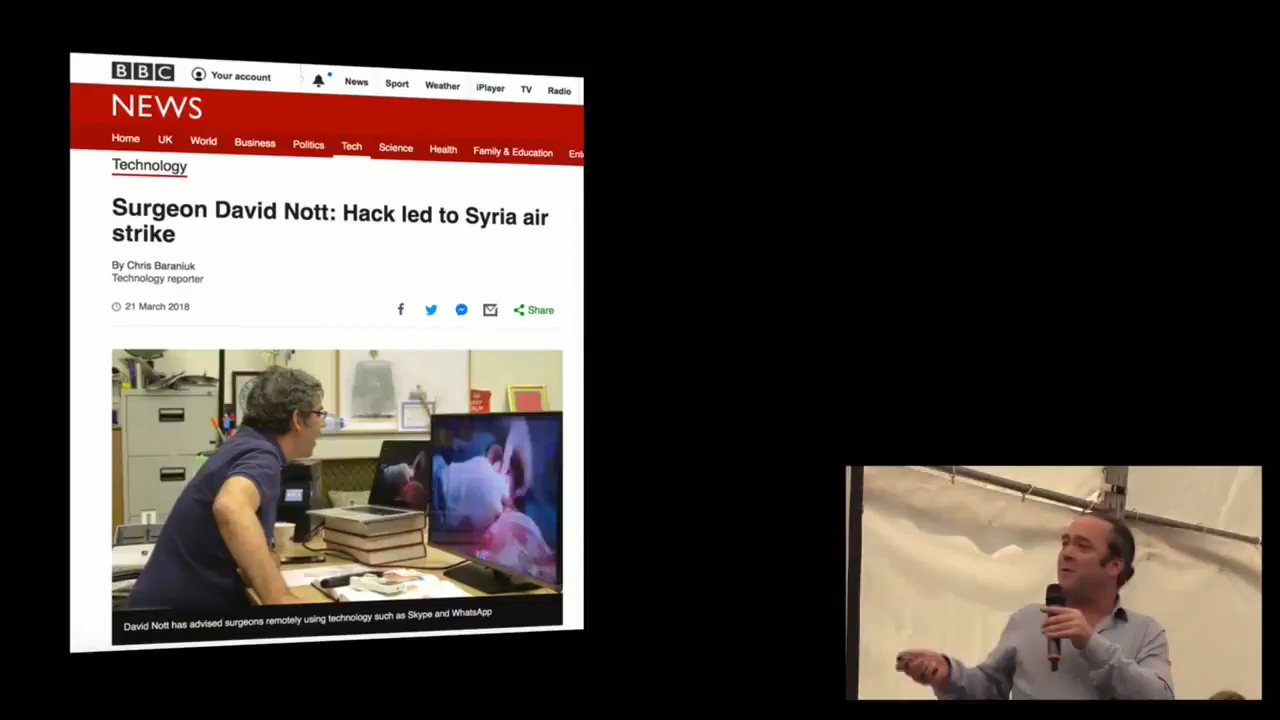 BBC Your account News Sport Weather iPlayer TV Radio
NEWS
Home UK World Business Politics Tech Science Health Family & Education Ent
Technology
Surgeon David Nott: Hack led to Syria air
strike
By Chris Baraniuk
Technology reporter
21 March 2018
Share
David Nott has advised surgeons remotely using technology such as Skype and WhatsApp